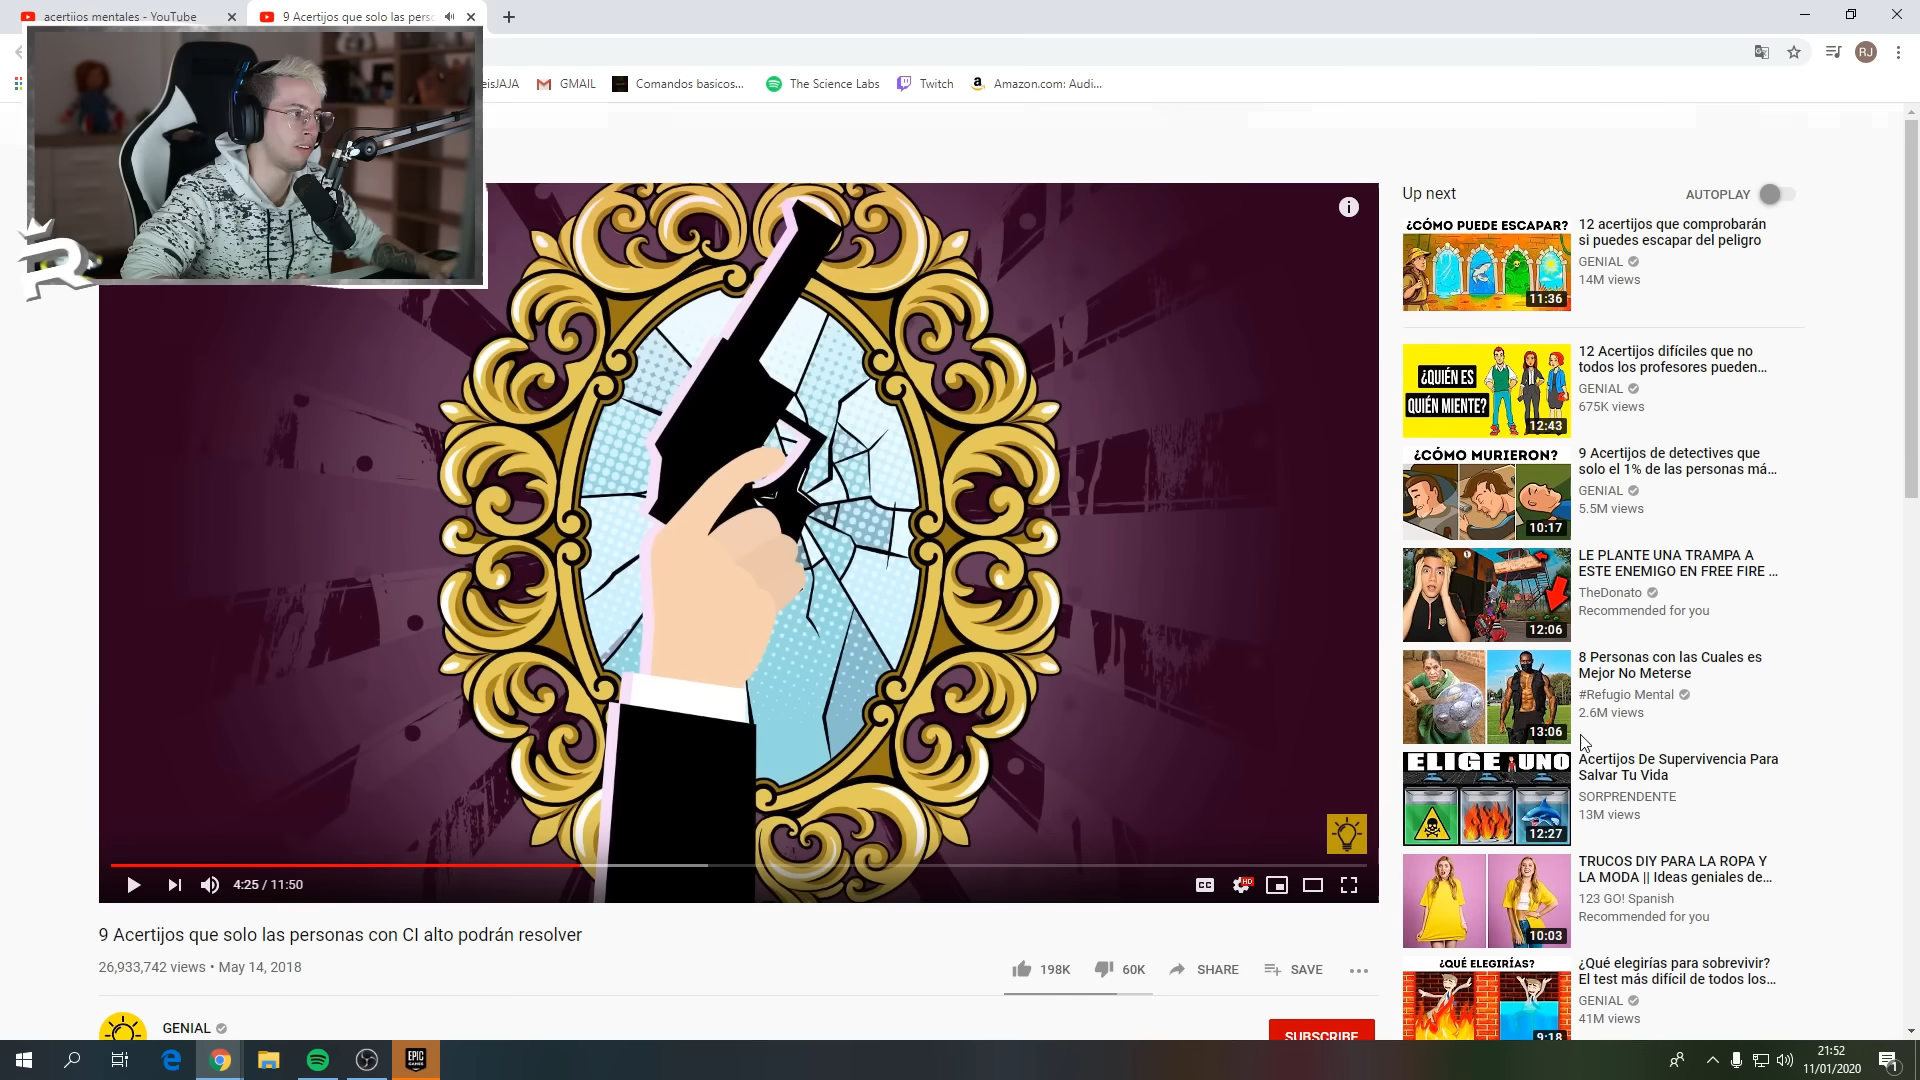 acertiios mentales - YouTube
9 Acertijos que solo las perso
eisJAJA
GMAIL
Comandos basicos...
The Science Labs
Twitch
Amazon.com: Audi...
RJ
Up next
AUTOPLAY
¿CÓMO PUEDE ESCAPAR?
11:36
12 acertijos que comprobarán
si puedes escapar del peligro
GENIAL
14M views
¿QUIÉN ES
QUIÉN MIENTE?
12:43
12 Acertijos difíciles que no
todos los profesores pueden...
GENIAL
675K views
¿CÓMO MURIERON?
10:17
9 Acertijos de detectives que
solo el 1% de las personas má...
GENIAL
5.5M views
12:06
LE PLANTE UNA TRAMPA A
ESTE ENEMIGO EN FREE FIRE ...
TheDonato
Recommended for you
13:06
8 Personas con las Cuales es
Mejor No Meterse
#Refugio Mental
2.6M views
ELIGE UNO
12:27
Acertijos De Supervivencia Para
Salvar Tu Vida
SORPRENDENTE
13M views
10:03
TRUCOS DIY PARA LA ROPA Y
LA MODA || Ideas geniales de...
123 GO! Spanish
Recommended for you
¿QUÉ ELEGIRÍAS?
9:18
¿Qué elegirías para sobrevivir?
El test más difícil de todos los...
GENIAL
41M views
4:25 / 11:50
CC
HD
9 Acertijos que solo las personas con CI alto podrán resolver
26,933,742 views • May 14, 2018
198K
60K
SHARE
SAVE
GENIAL
SUBSCRIBE
EPIC
GAMES
21:52
11/01/2020
1